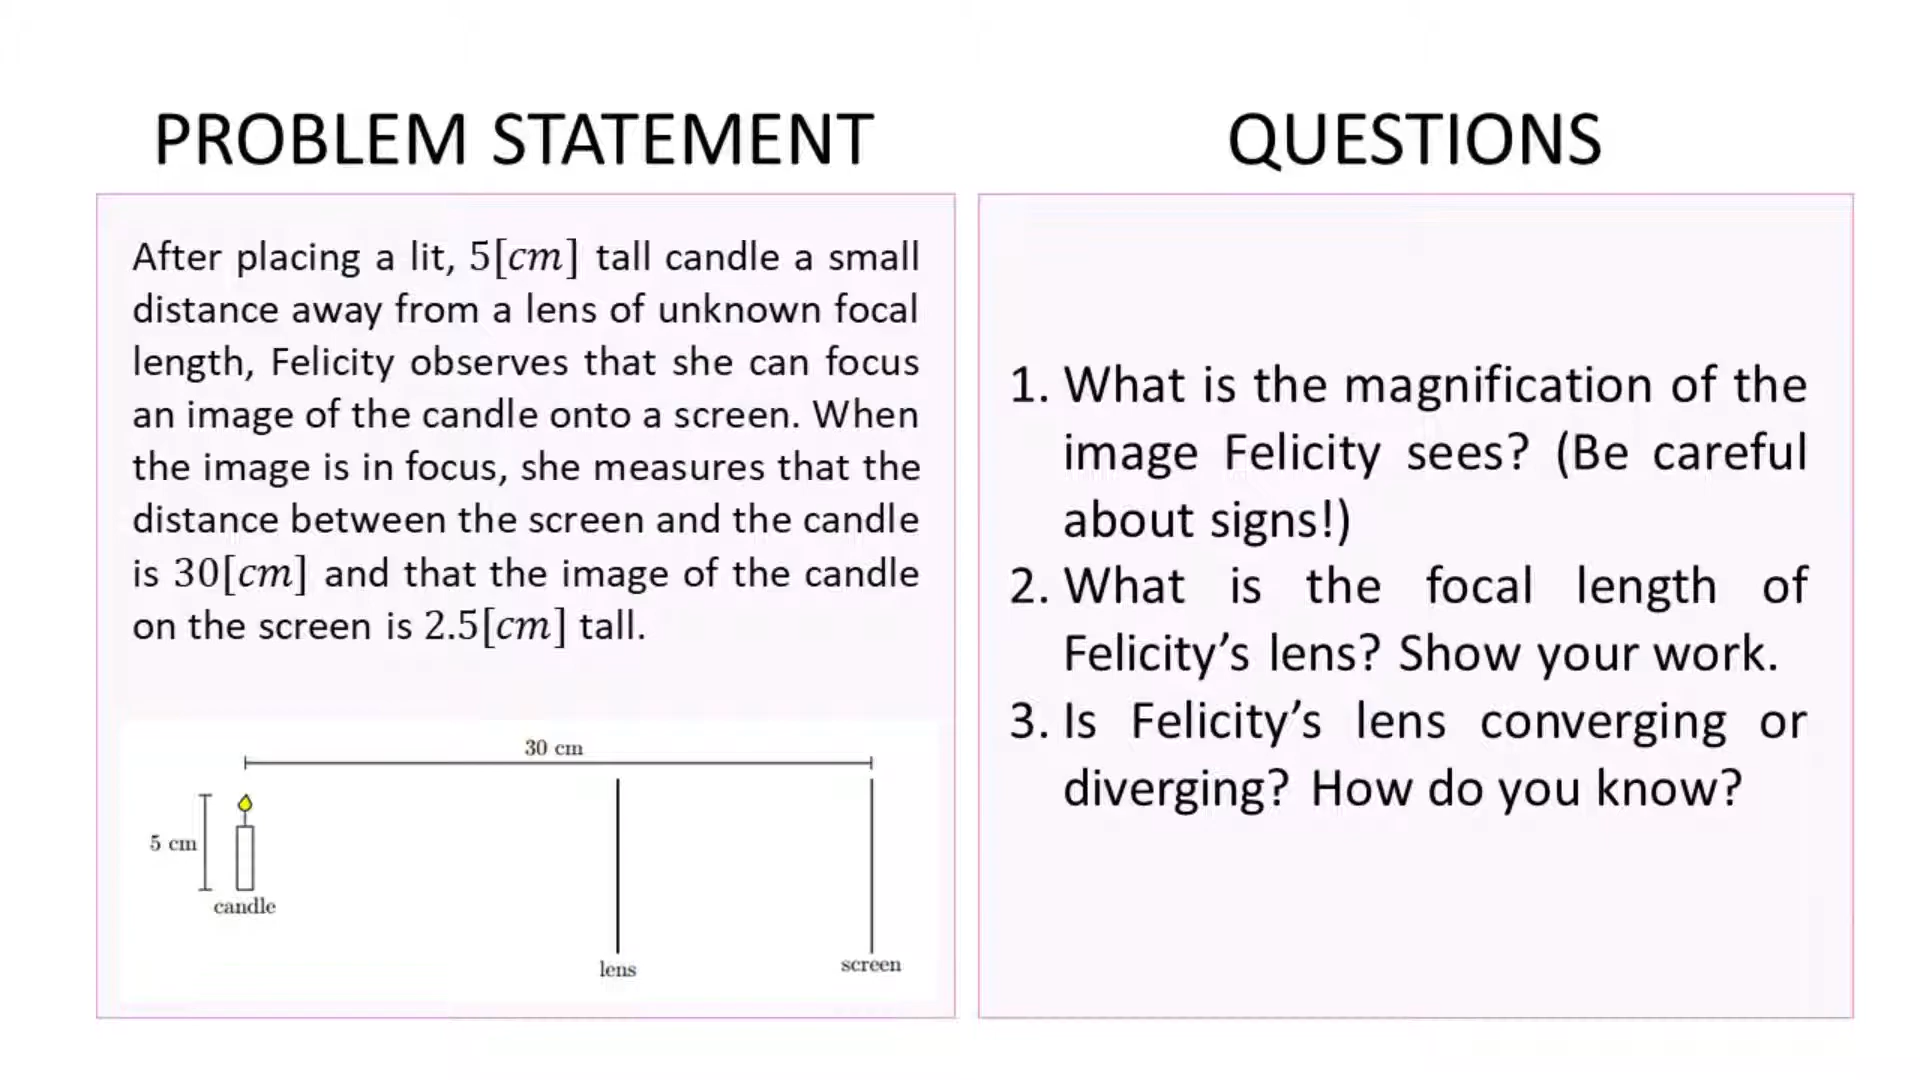 PROBLEM STATEMENT
After placing a lit, 5[cm] tall candle a small
distance away from a lens of unknown focal
length, Felicity observes that she can focus
an image of the candle onto a screen. When
the image is in focus, she measures that the
distance between the screen and the candle
is 30[cm] and that the image of the candle
on the screen is 2.5[cm] tall.
30 cm
5 cm
candle
lens
screen
QUESTIONS
1. What is the magnification of the
image Felicity sees? (Be careful
about signs!)
2. What is the focal length of
Felicity’s lens? Show your work.
3. Is Felicity’s lens converging or
diverging? How do you know?